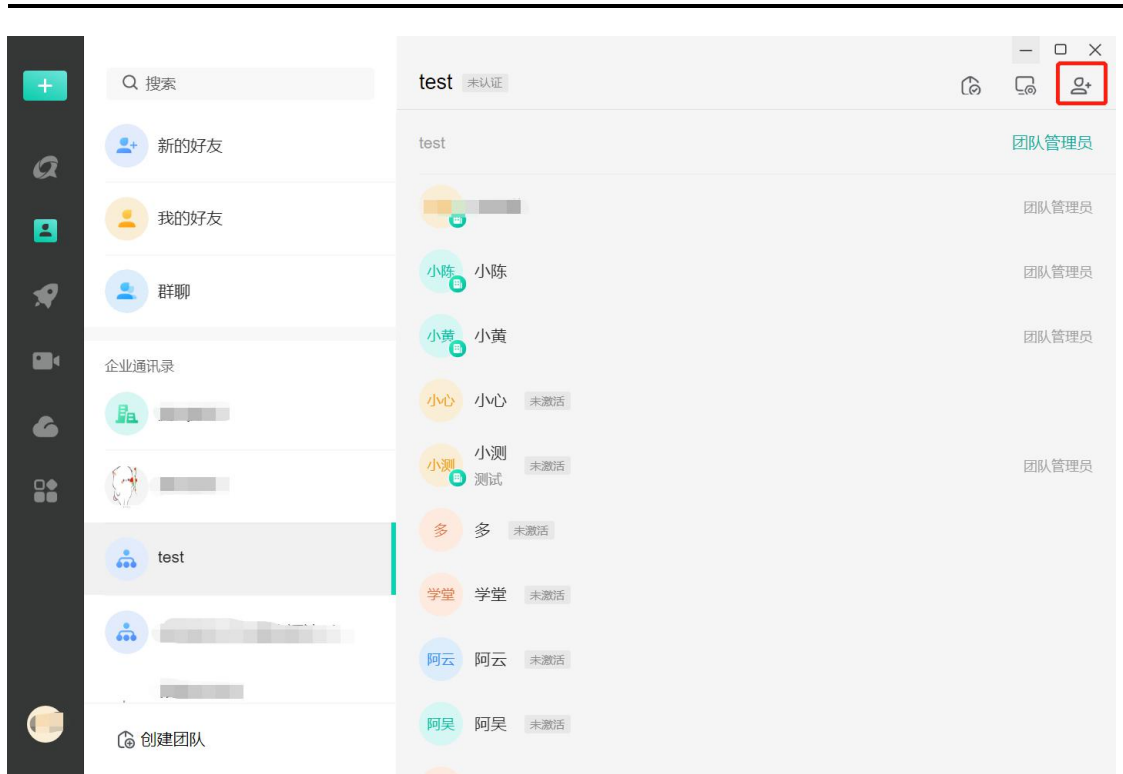 搜索
新的好友
我的好友
群聊
企业通讯录
test
创建团队
test 未认证
test 团队管理员
团队管理员
小陈 小陈 团队管理员
小黄 小黄 团队管理员
小心 小心 未激活
小测 小测 未激活 团队管理员
测试
多 多 未激活
学堂 学堂 未激活
阿云 阿云 未激活
阿吴 阿吴 未激活